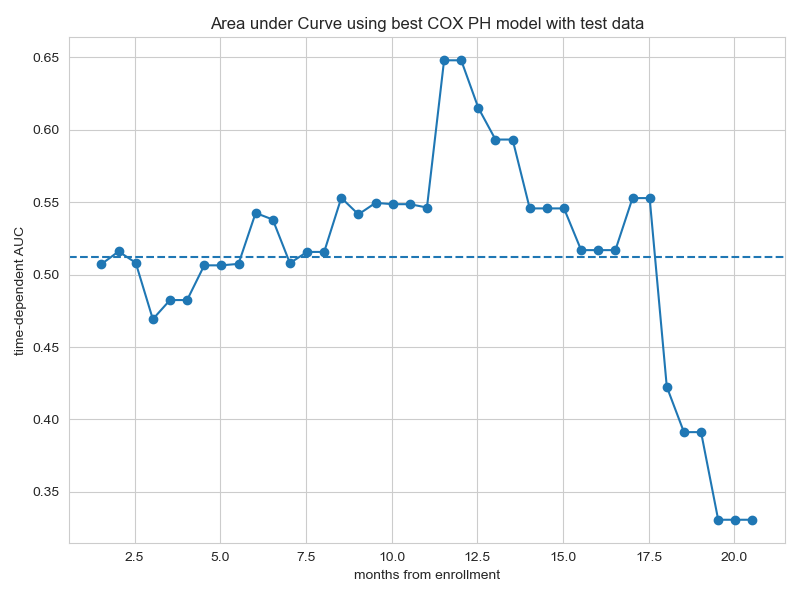 Area under Curve using best COX PH model with test data
0.65
0.60
0.55
0.50
0.45
0.40
0.35
time-dependent AUC
2.5 5.0 7.5 10.0 12.5 15.0 17.5 20.0
months from enrollment